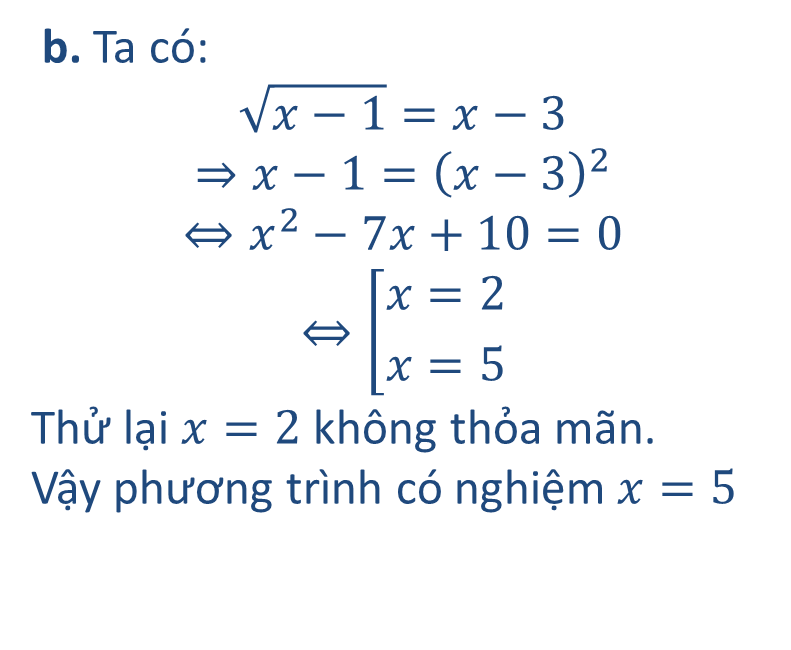 b. Ta có:
√(x − 1) = x − 3
⇒ x − 1 = (x − 3)²
⇔ x² − 7x + 10 = 0
⇔ [x = 2
x = 5
Thử lại x = 2 không thỏa mãn.
Vậy phương trình có nghiệm x = 5